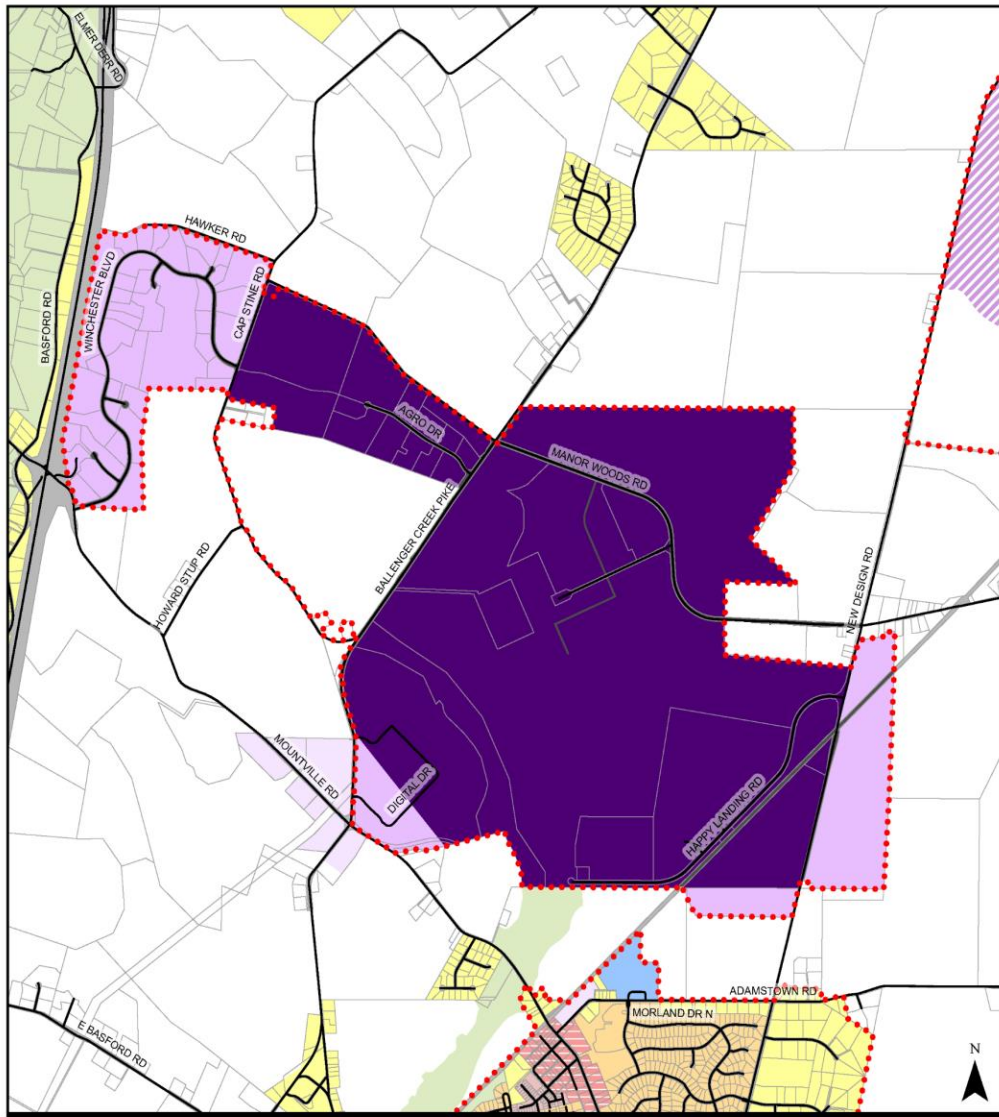 ELMER DERR RD
HAWKER RD
WINCHESTER BLVD
CAP STINE RD
BASFORD RD
AGRO DR
MANOR WOODS RD
BALLENGER CREEK PIKE
HOWARD STUP RD
NEW DESIGN RD
MOUNTVILLE RD
DIGITAL DR
HAPPY LANDING RD
ADAMSTOWN RD
MORLAND DR N
E BASFORD RD
N